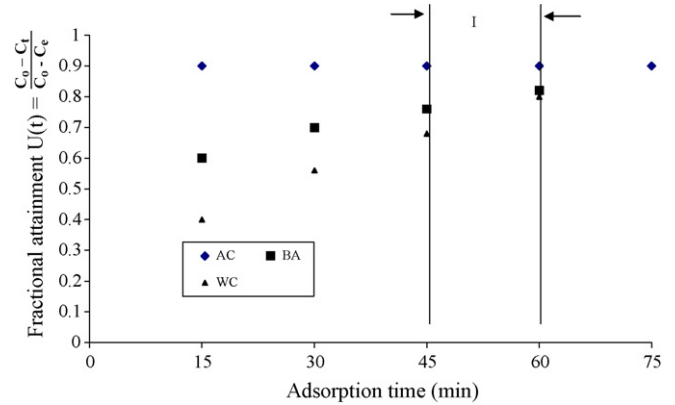 I
Fractional attainment U(t) = C₀ – Cₜ / C₀ - Cₑ
1
0.9
0.8
0.7
0.6
0.5
0.4
0.3
0.2
0.1
0
AC BA
WC
0 15 30 45 60 75
Adsorption time (min)